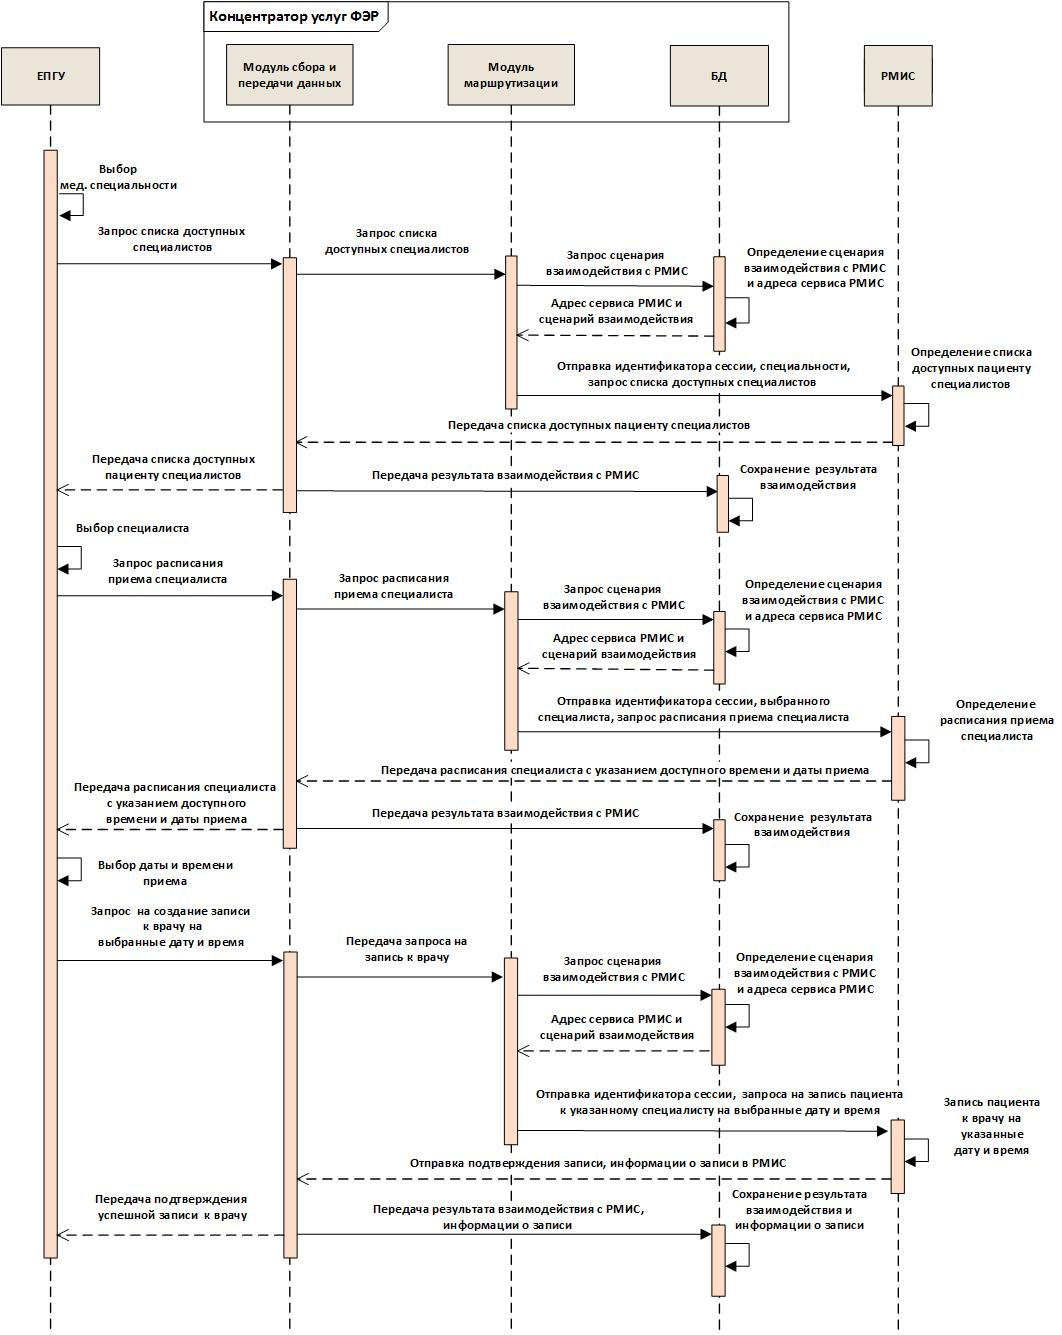 Концентратор услуг ФЭР
ЕПГУ
Модуль сбора и
передачи данных
Модуль
маршрутизации
БД
РМИС
Выбор
мед. специальности
Запрос списка доступных
специалистов
Запрос списка
доступных специалистов
Запрос сценария
взаимодействия с РМИС
Определение сценария
взаимодействия с РМИС
и адреса сервиса РМИС
Адрес сервиса РМИС и
сценарий взаимодействия
Отправка идентификатора сессии, специальности,
запрос списка доступных специалистов
Определение списка
доступных пациенту
специалистов
Передача списка доступных пациенту специалистов
Передача списка доступных
пациенту специалистов
Передача результата взаимодействия с РМИС
Сохранение результата
взаимодействия
Выбор специалиста
Запрос расписания
приема специалиста
Запрос расписания
приема специалиста
Запрос сценария
взаимодействия с РМИС
Определение сценария
взаимодействия с РМИС
и адреса сервиса РМИС
Адрес сервиса РМИС и
сценарий взаимодействия
Отправка идентификатора сессии, выбранного
специалиста, запрос расписания приема специалиста
Определение
расписания приема
специалиста
Передача расписания специалиста с указанием доступного времени и даты приема
Передача расписания специалиста
с указанием доступного
времени и даты приема
Передача результата взаимодействия с РМИС
Сохранение результата
взаимодействия
Выбор даты и времени
приема
Запрос на создание записи
к врачу на
выбранные дату и время
Передача запроса на
запись к врачу
Запрос сценария
взаимодействия с РМИС
Определение сценария
взаимодействия с РМИС
и адреса сервиса РМИС
Адрес сервиса РМИС и
сценарий взаимодействия
Отправка идентификатора сессии, запроса на запись пациента
к указанному специалисту на выбранные дату и время
Запись пациента
к врачу на
указанные
дату и время
Отправка подтверждения записи, информации о записи в РМИС
Передача подтверждения
успешной записи к врачу
Передача результата взаимодействия с РМИС,
информации о записи
Сохранение результата
взаимодействия и
информации о записи